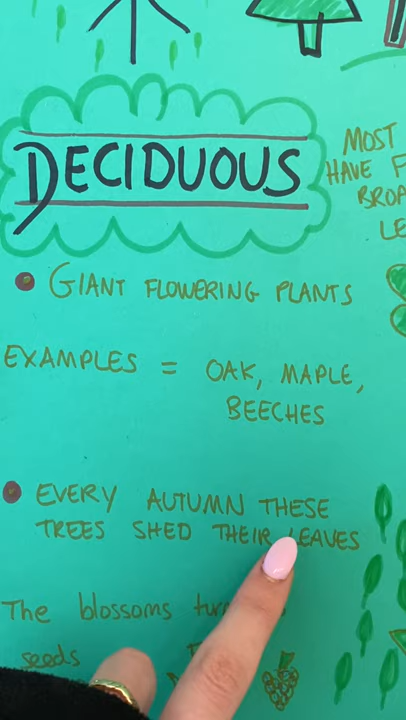 DECIDUOUS
MOST
HAVE F
BROA
LE
GIANT FLOWERING PLANTS
EXAMPLES = OAK, MAPLE,
BEECHES
EVERY AUTUMN THESE
TREES SHED THEIR LEAVES
The blossoms tur
seeds